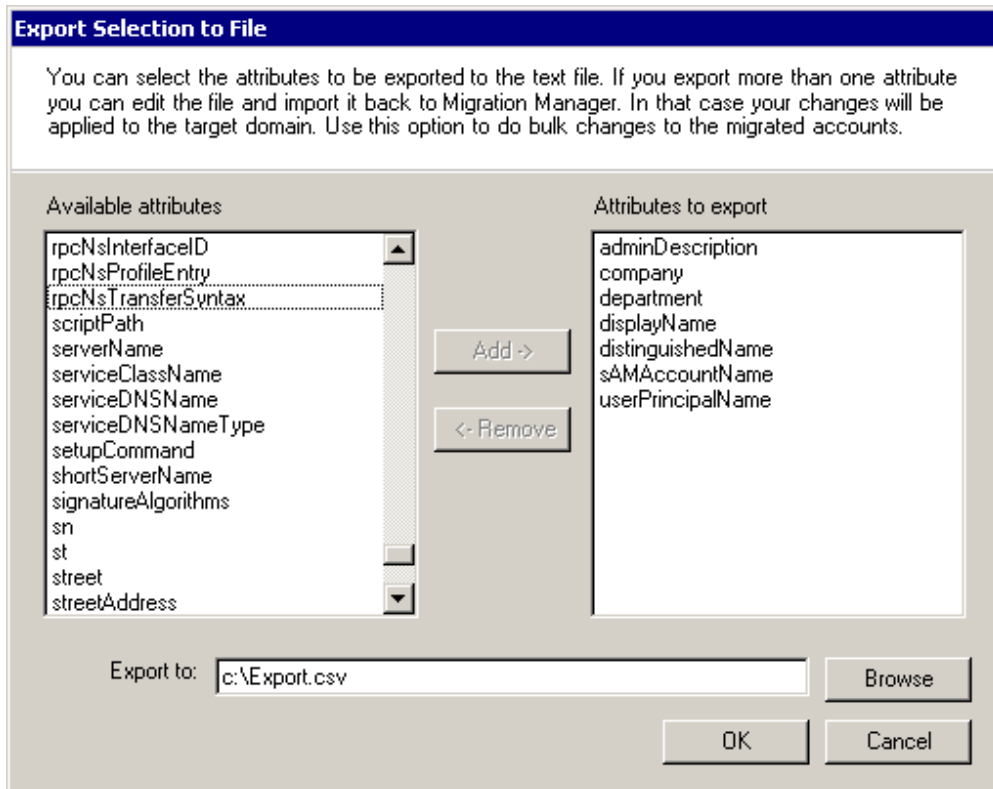 Export Selection to File
You can select the attributes to be exported to the text file. If you export more than one attribute
you can edit the file and import it back to Migration Manager. In that case your changes will be
applied to the target domain. Use this option to do bulk changes to the migrated accounts.
Available attributes
rpcNsInterfaceID
rpcNsProfileEntry
rpcNsTransferSyntax
scriptPath
serverName
serviceClassName
serviceDNSName
serviceDNSNameType
setupCommand
shortServerName
signatureAlgorithms
sn
st
street
streetAddress
Add ->
<- Remove
Attributes to export
adminDescription
company
department
displayName
distinguishedName
sAMAccountName
userPrincipalName
Export to:
c:\Export.csv
Browse
OK
Cancel